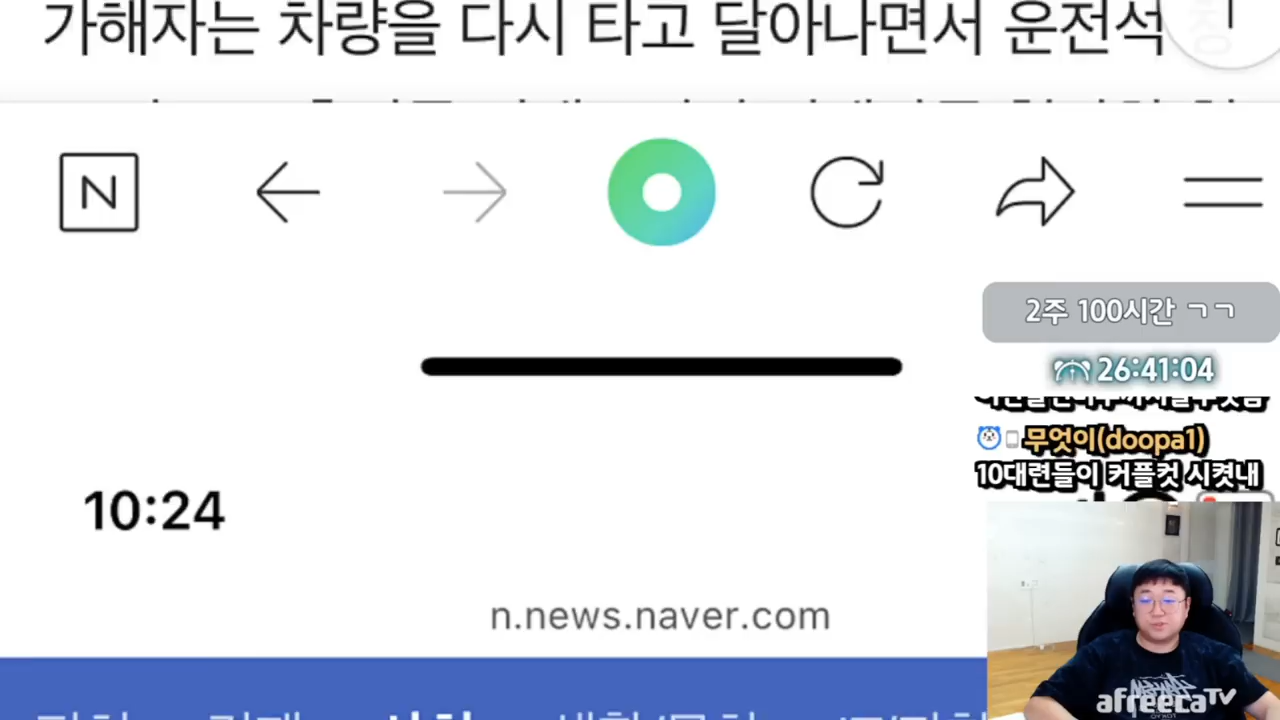 가해자는 차량을 다시 타고 달아나면서 운전석
N
2주 100시간 ㄱㄱ
26:41:04
무엇이(doopa1)
10대련들이 커플컷 시켯내
10:24
n.news.naver.com
afreecaTV